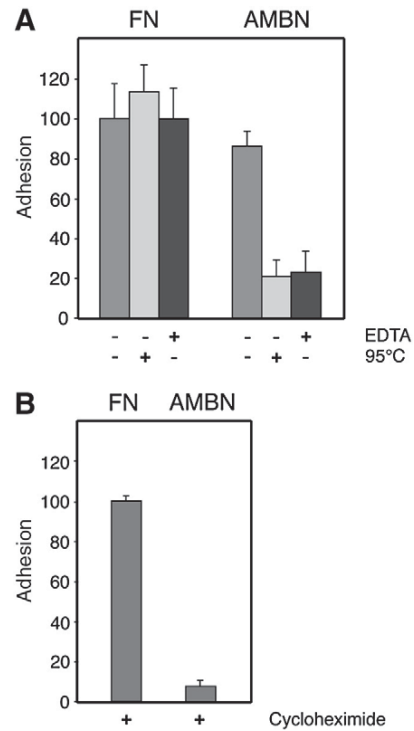 A
FN AMBN
Adhesion
120
100
80
60
40
20
0
- - + - - + EDTA
- + - - + - 95°C
B
FN AMBN
Adhesion
120
100
80
60
40
20
0
+ + Cycloheximide